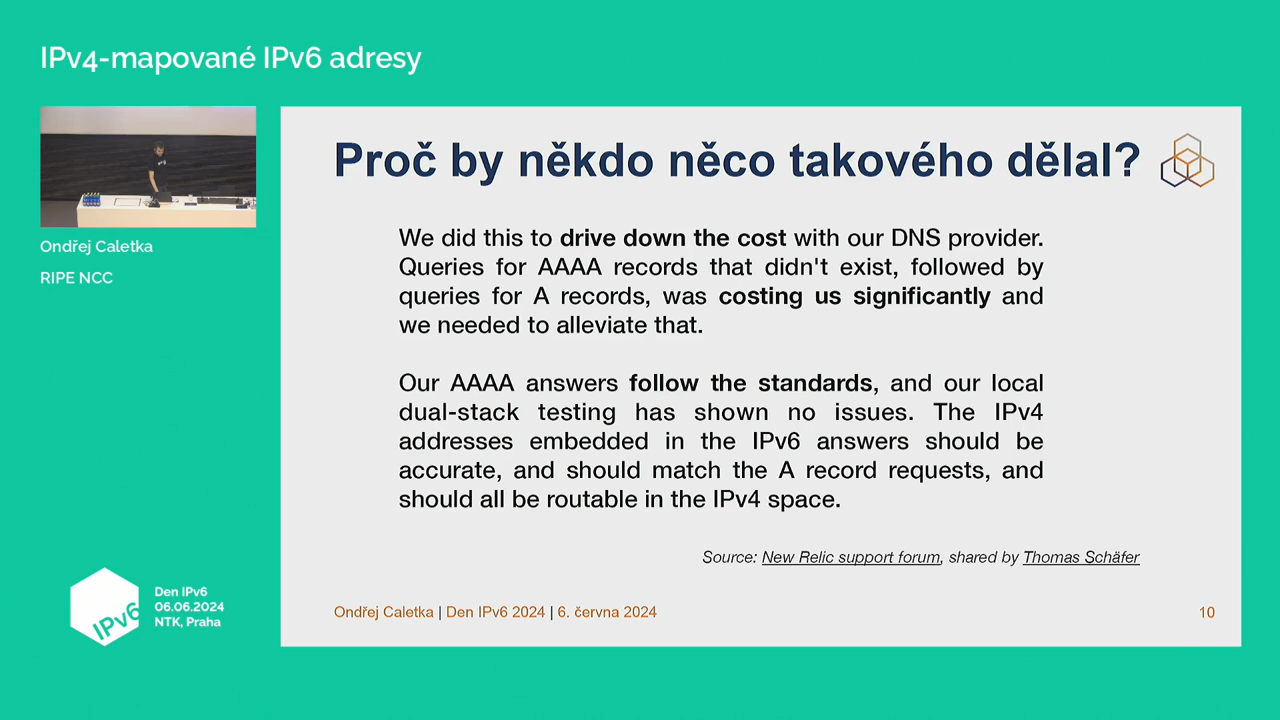 IPv4-mapované IPv6 adresy
Ondřej Caletka
RIPE NCC
Proč by někdo něco takového dělal?
We did this to drive down the cost with our DNS provider.
Queries for AAAA records that didn't exist, followed by
queries for A records, was costing us significantly and
we needed to alleviate that.
Our AAAA answers follow the standards, and our local
dual-stack testing has shown no issues. The IPv4
addresses embedded in the IPv6 answers should be
accurate, and should match the A record requests, and
should all be routable in the IPv4 space.
Source: New Relic support forum, shared by Thomas Schäfer
Ondřej Caletka | Den IPv6 2024 | 6. června 2024
10
IPv6
Den IPv6
06.06.2024
NTK, Praha